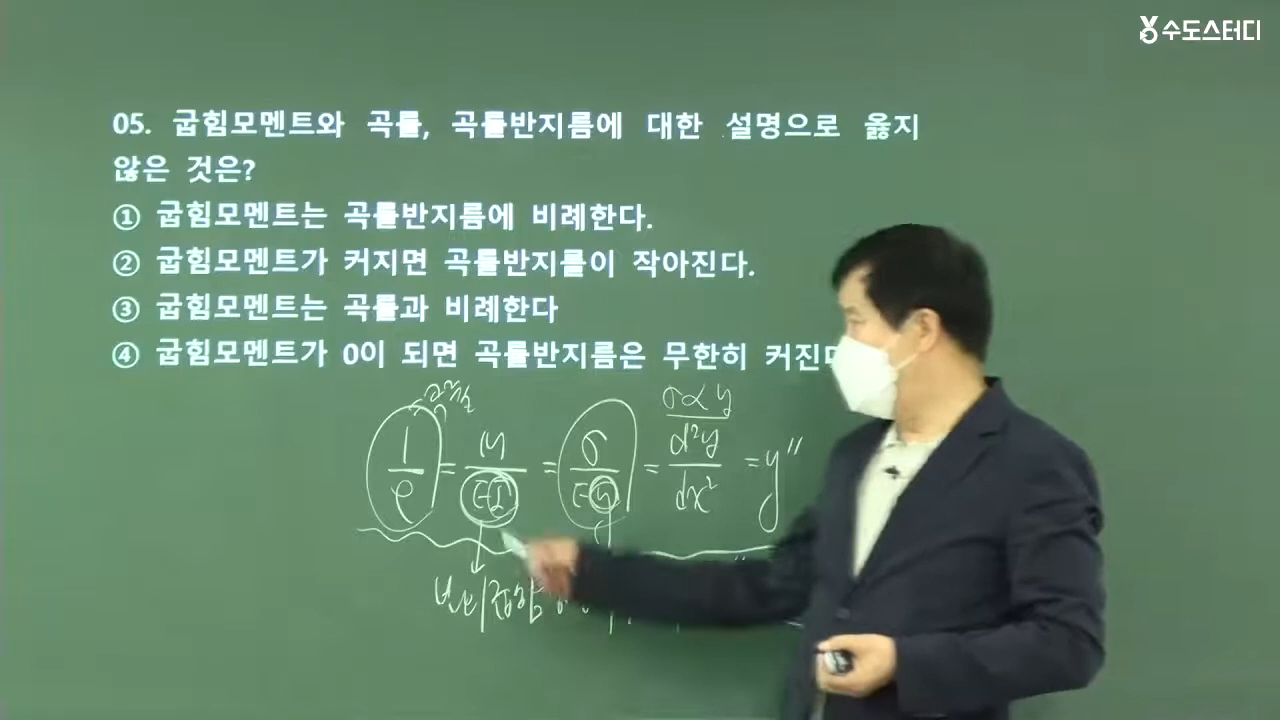 수도스터디
05. 굽힘모멘트와 곡률, 곡률반지름에 대한 설명으로 옳지
않은 것은?
① 굽힘모멘트는 곡률반지름에 비례한다.
② 굽힘모멘트가 커지면 곡률반지름이 작아진다.
③ 굽힘모멘트는 곡률과 비례한다
④ 굽힘모멘트가 0이 되면 곡률반지름은 무한히 커진다
σ∝y
1/ρ = M/EI = σ/Ey = d²y/dx² = y″